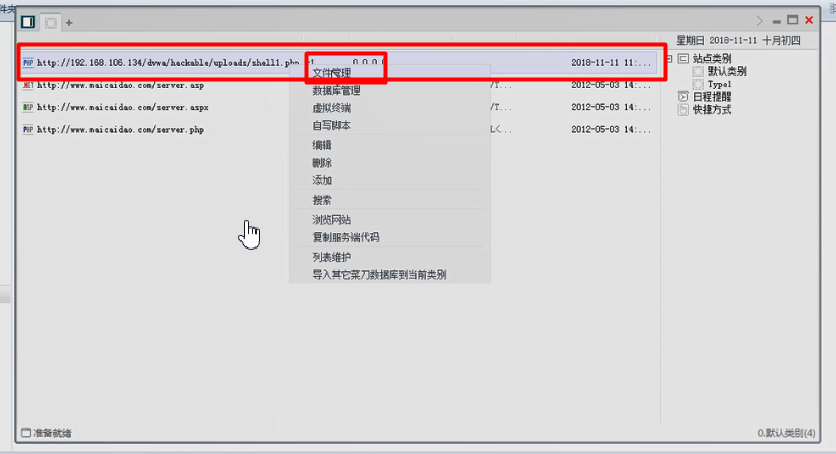 件夹
星期日 2018-11-11 十月初四
PHP http://192.168.106.134/dvwa/hackable/uploads/shell1.php 0.0.0.0 2018-11-11 11:...
.NET http://www.maicaidao.com/server.asp /T... 2012-05-03 14:...
ASP http://www.maicaidao.com/server.aspx /T... 2012-05-03 14:...
PHP http://www.maicaidao.com/server.php 2012-05-03 14:...
文件管理
数据库管理
虚拟终端
自写脚本
编辑
删除
添加
搜索
浏览网站
复制服务端代码
列表维护
导入其它菜刀数据库到当前类别
站点类别
默认类别
Type1
日程提醒
快捷方式
准备就绪
0.默认类别(4)